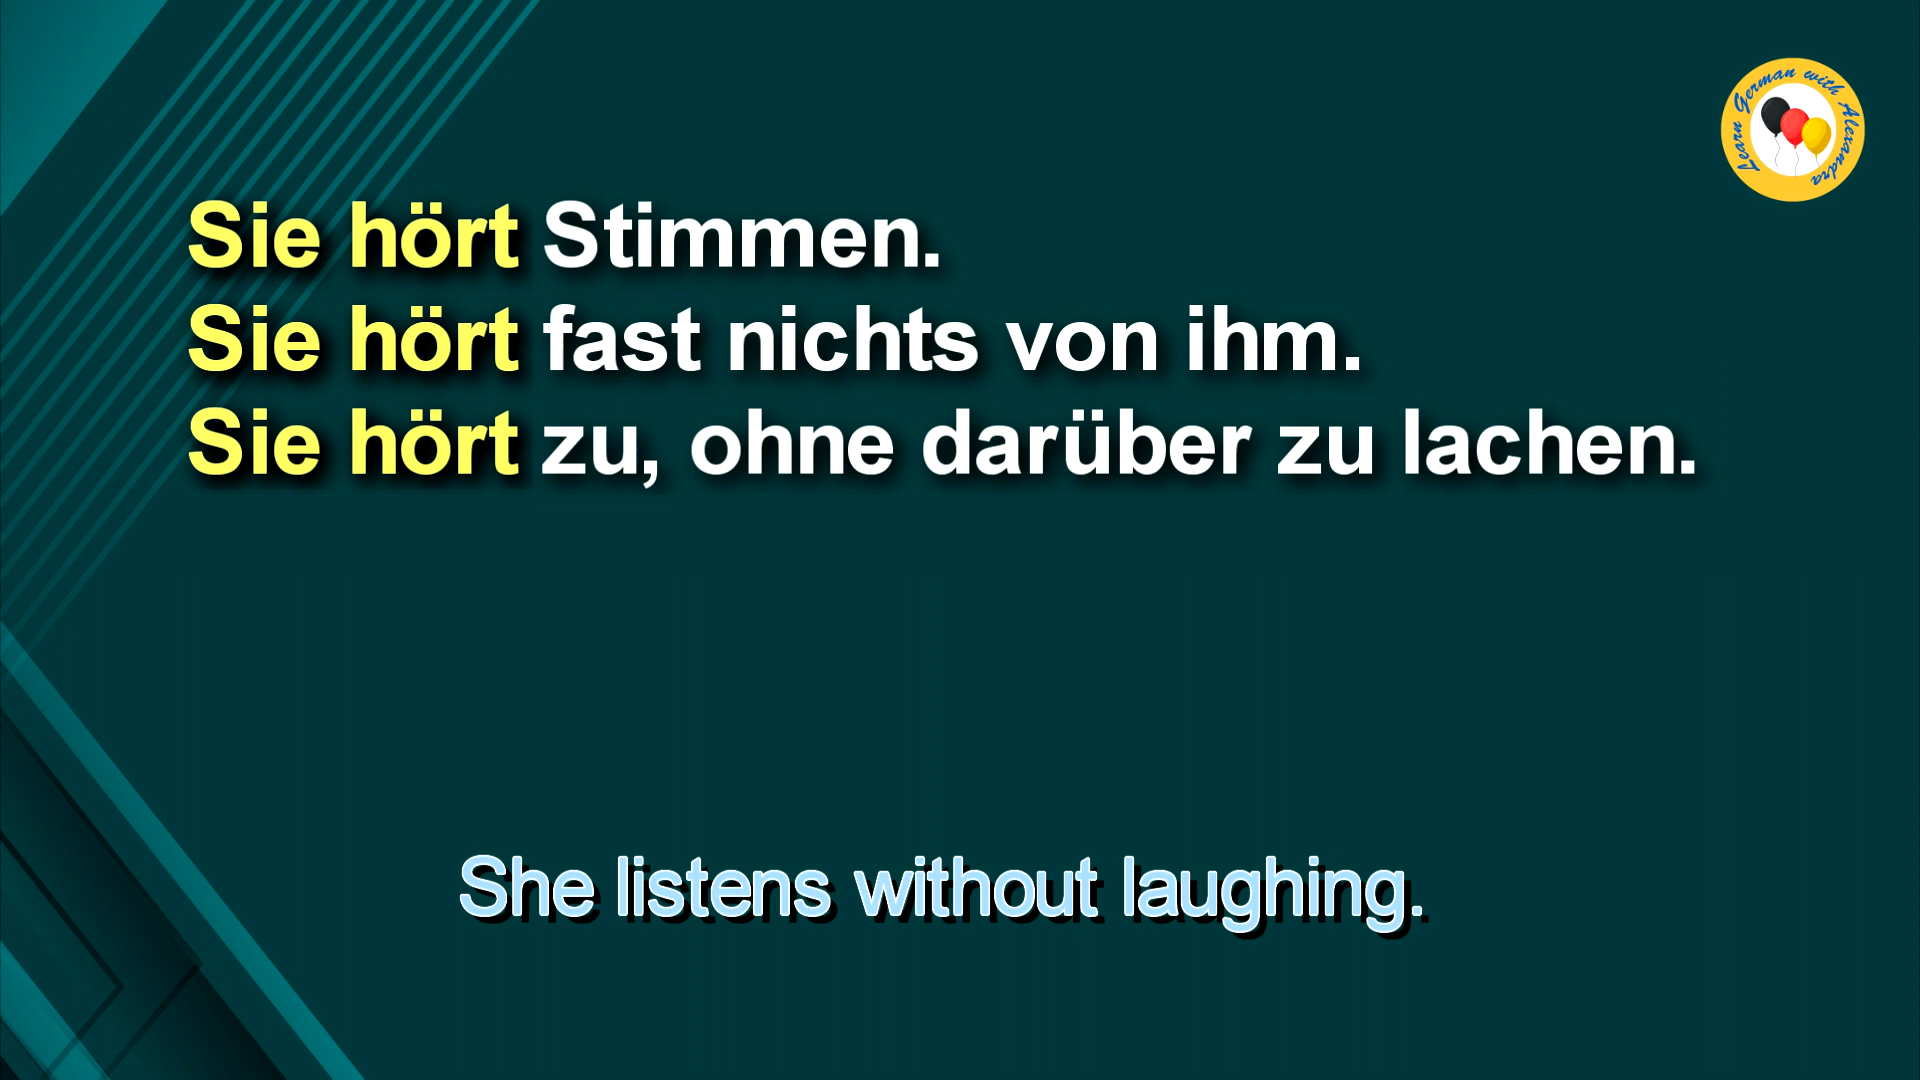 Learn German with Alexandra
Sie hört Stimmen.
Sie hört fast nichts von ihm.
Sie hört zu, ohne darüber zu lachen.
She listens without laughing.